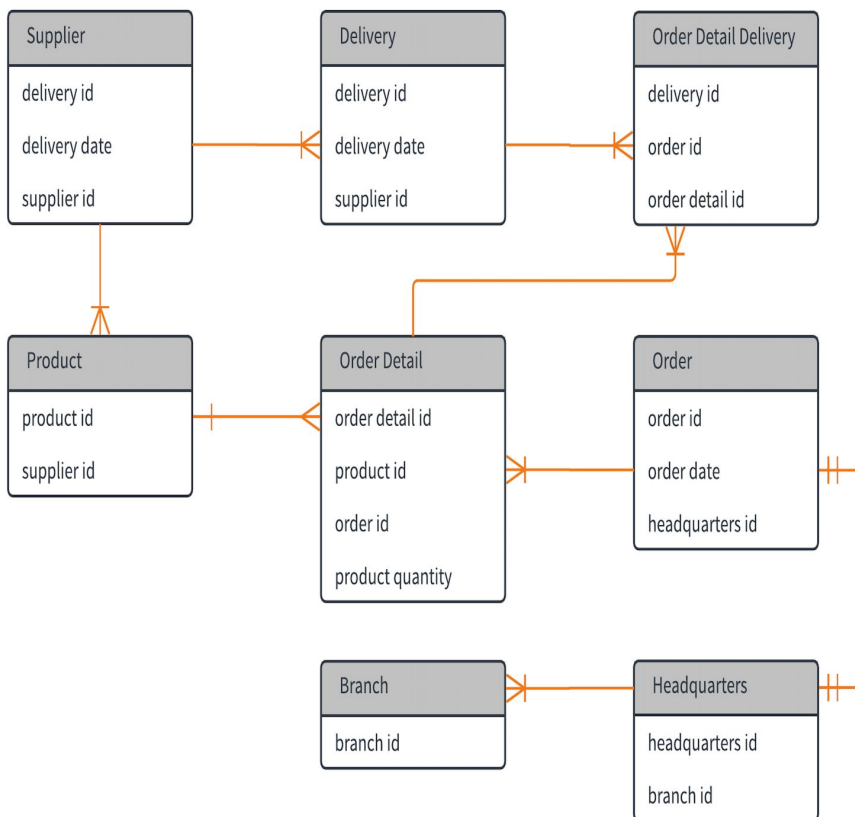 Supplier
delivery id
delivery date
supplier id
Delivery
delivery id
delivery date
supplier id
Order Detail Delivery
delivery id
order id
order detail id
Product
product id
supplier id
Order Detail
order detail id
product id
order id
product quantity
Order
order id
order date
headquarters id
Branch
branch id
Headquarters
headquarters id
branch id